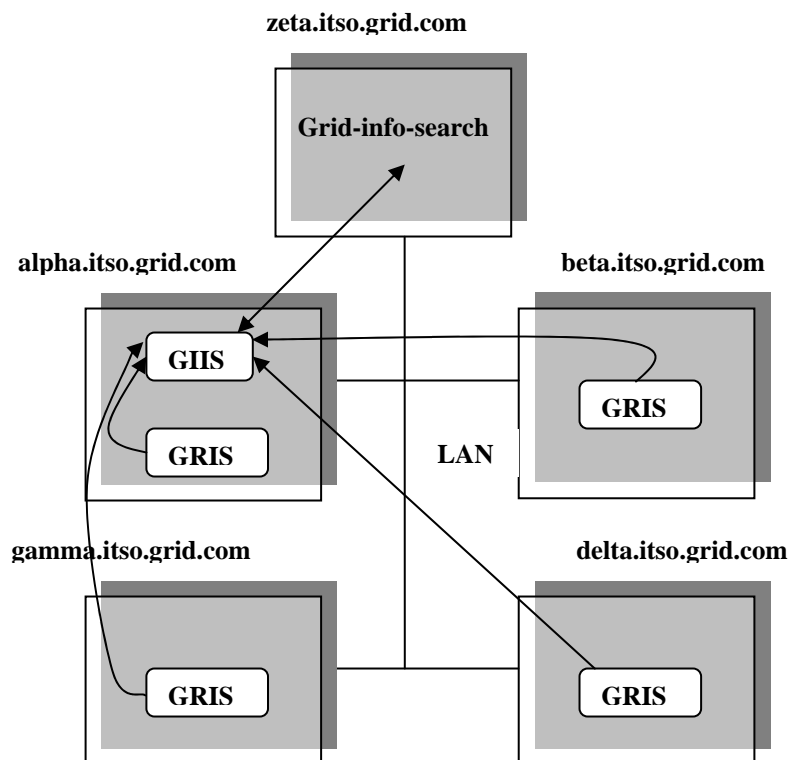 zeta.itso.grid.com
Grid-info-search
alpha.itso.grid.com
beta.itso.grid.com
GIIS
GRIS
GRIS
LAN
gamma.itso.grid.com
delta.itso.grid.com
GRIS
GRIS